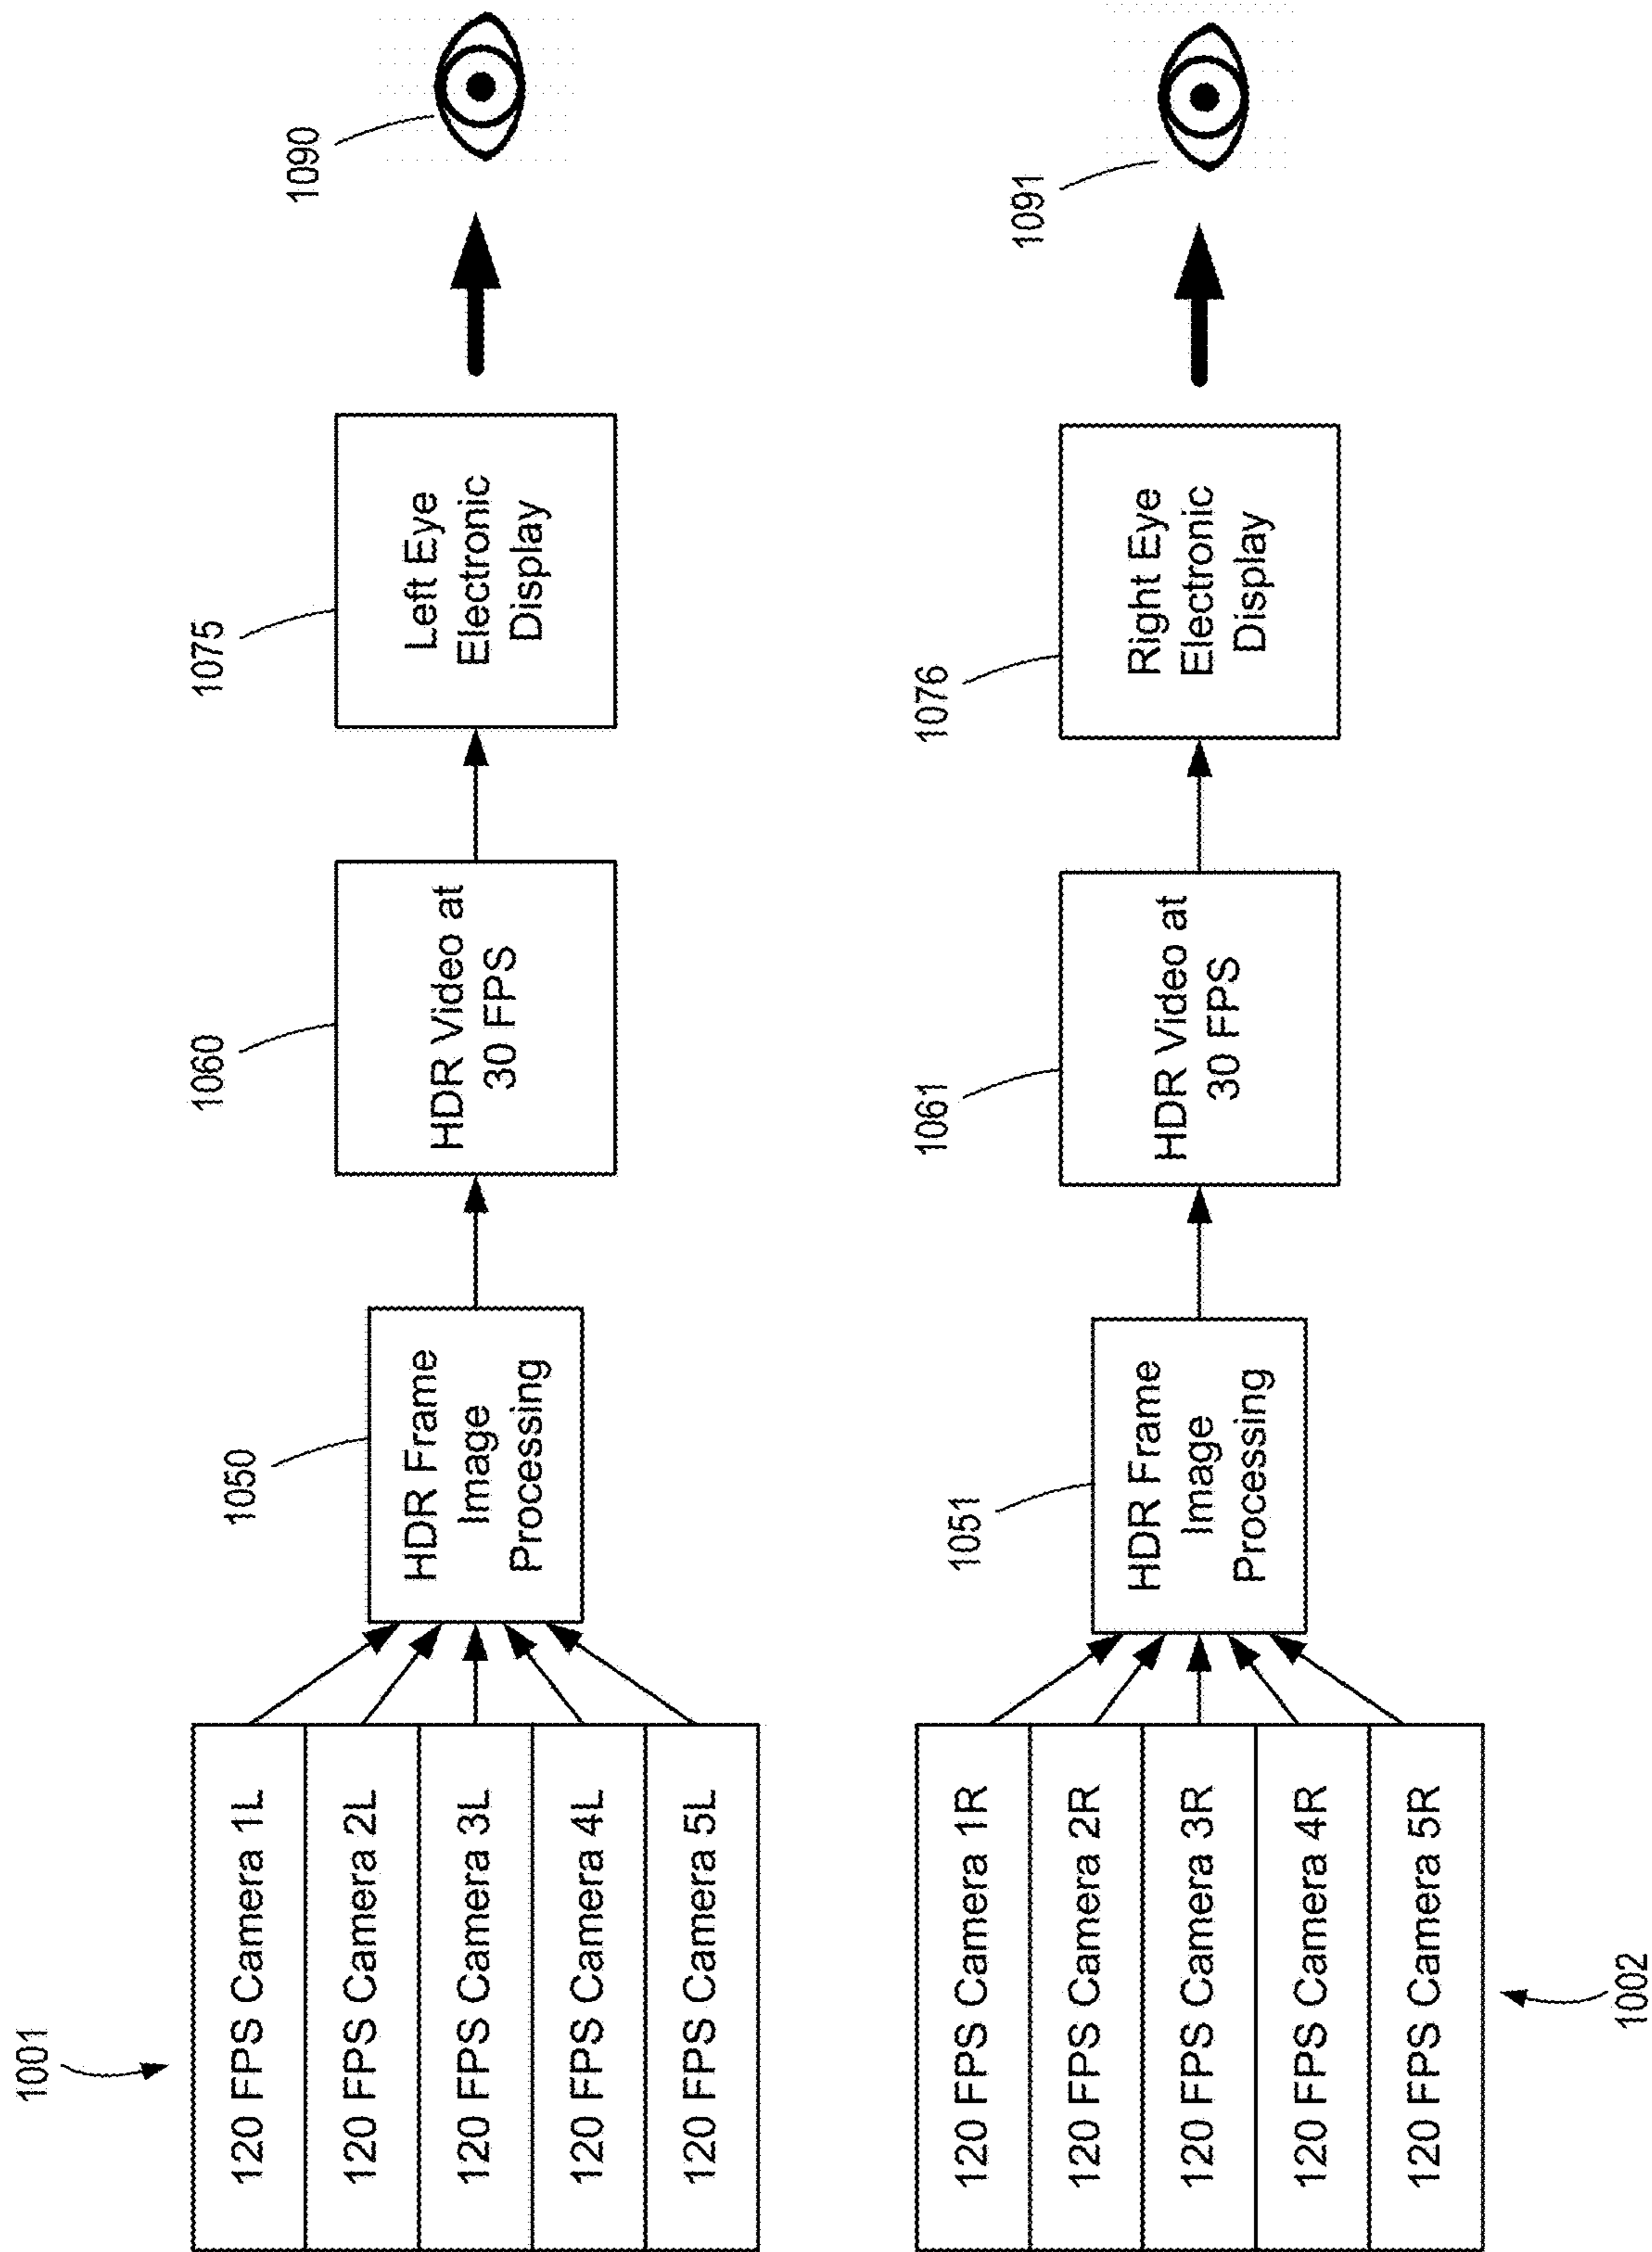 1001
120 FPS Camera 1L
120 FPS Camera 2L
120 FPS Camera 3L
120 FPS Camera 4L
120 FPS Camera 5L
1050
HDR Frame
Image
Processing
1060
HDR Video at
30 FPS
1075
Left Eye
Electronic
Display
1090
120 FPS Camera 1R
120 FPS Camera 2R
120 FPS Camera 3R
120 FPS Camera 4R
120 FPS Camera 5R
1002
1051
HDR Frame
Image
Processing
1061
HDR Video at
30 FPS
1076
Right Eye
Electronic
Display
1091